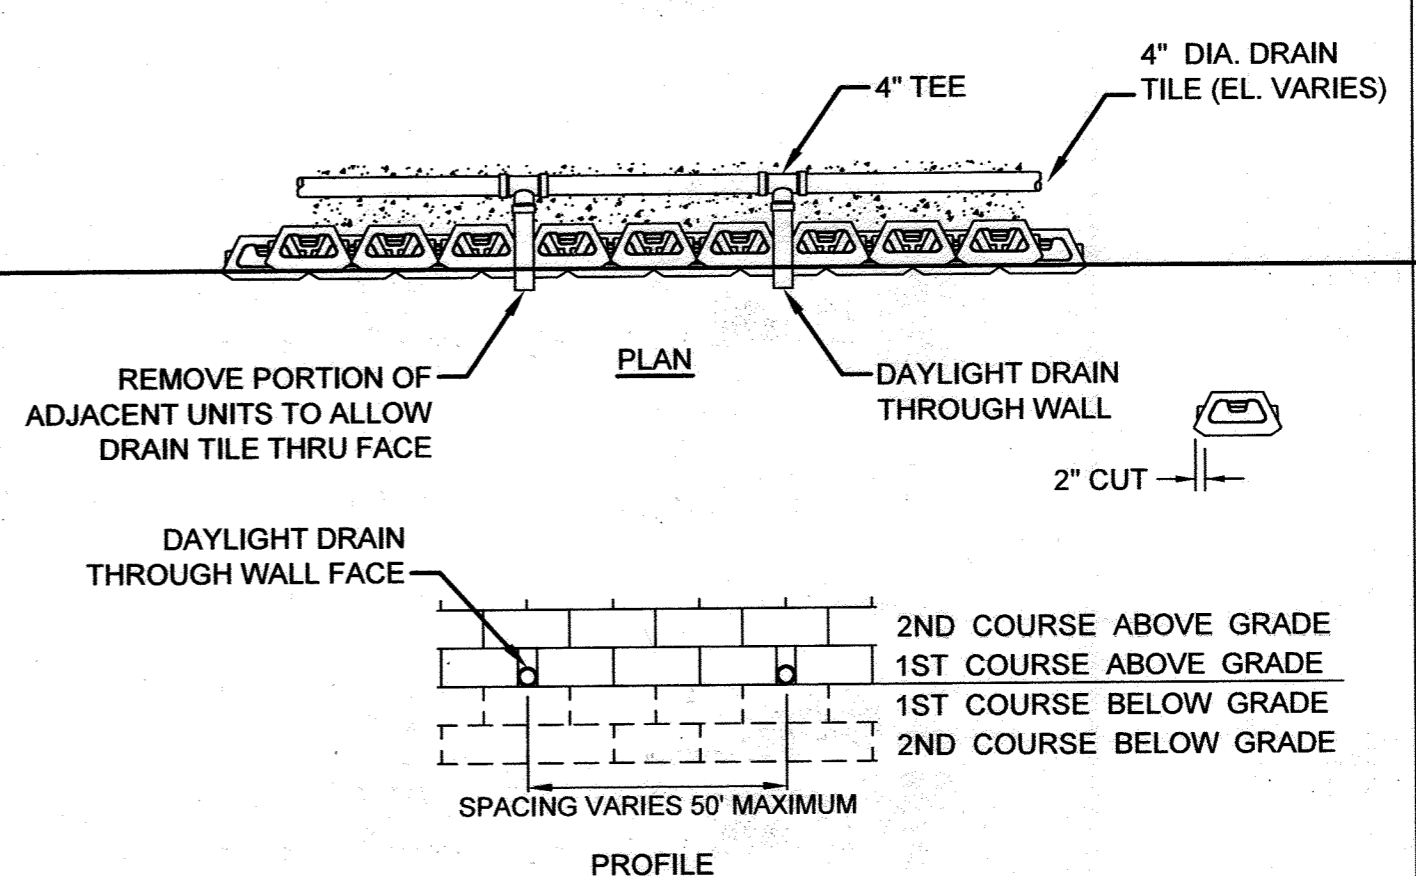 4" DIA. DRAIN
TILE (EL. VARIES)
4" TEE
PLAN
REMOVE PORTION OF
ADJACENT UNITS TO ALLOW
DRAIN TILE THRU FACE
DAYLIGHT DRAIN
THROUGH WALL
2" CUT
DAYLIGHT DRAIN
THROUGH WALL FACE
2ND COURSE ABOVE GRADE
1ST COURSE ABOVE GRADE
1ST COURSE BELOW GRADE
2ND COURSE BELOW GRADE
SPACING VARIES 50' MAXIMUM
PROFILE